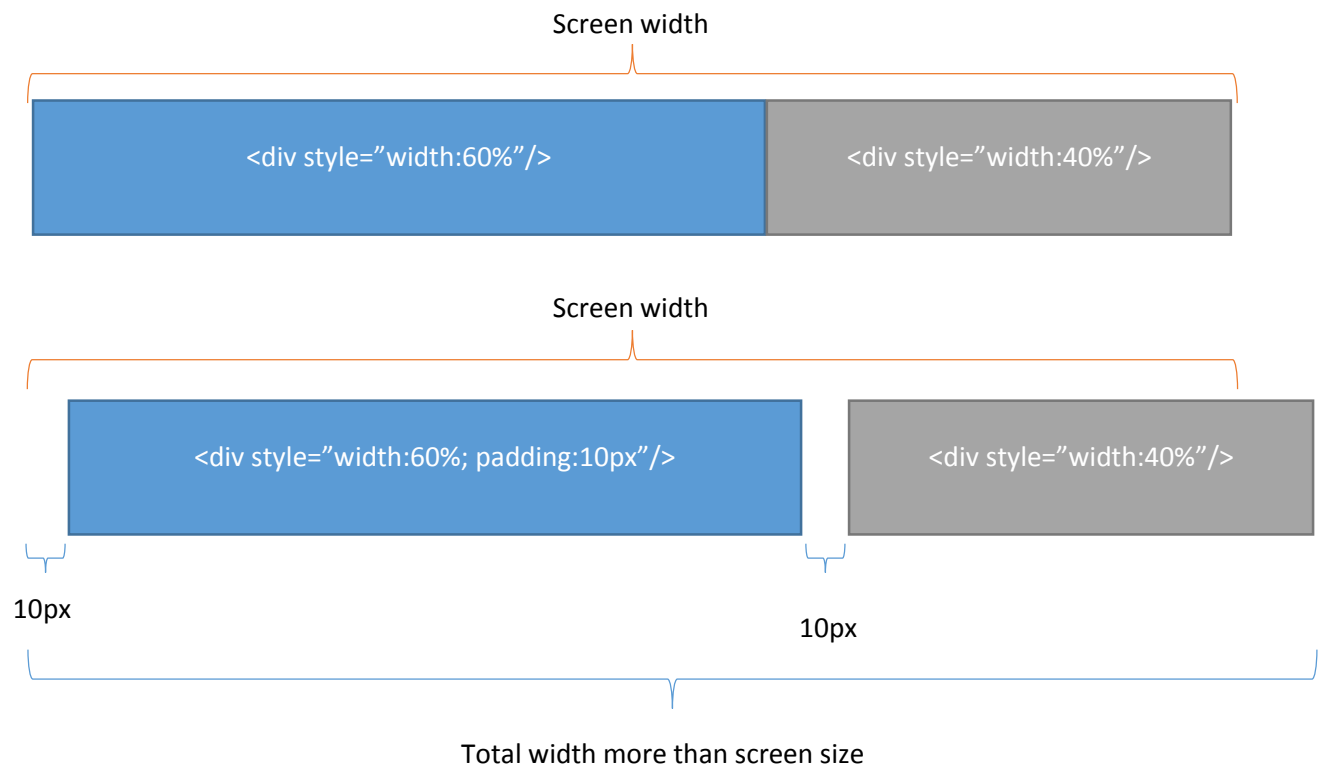 Screen width
<div style=”width:60%”/>
<div style=”width:40%”/>
Screen width
<div style=”width:60%; padding:10px”/>
<div style=”width:40%”/>
10px
10px
Total width more than screen size